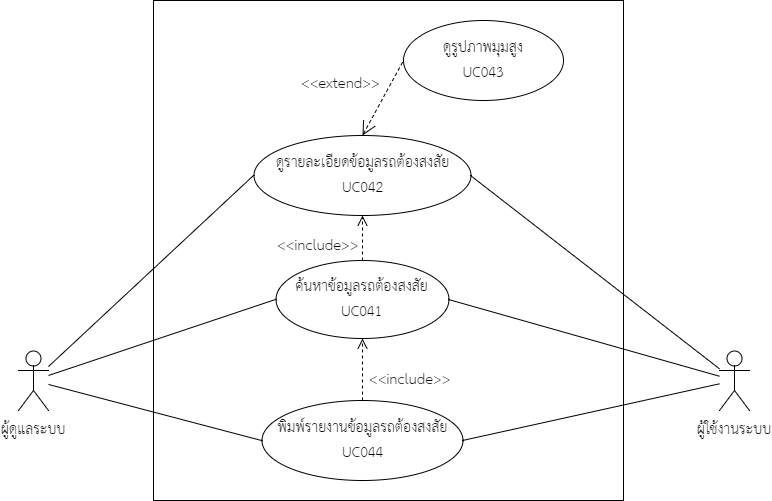 ดูรูปภาพมุมสูง
UC043
<<extend>>
ดูรายละเอียดข้อมูลรถต้องสงสัย
UC042
<<include>>
ค้นหาข้อมูลรถต้องสงสัย
UC041
<<include>>
พิมพ์รายงานข้อมูลรถต้องสงสัย
UC044
ผู้ดูแลระบบ
ผู้ใช้งานระบบ